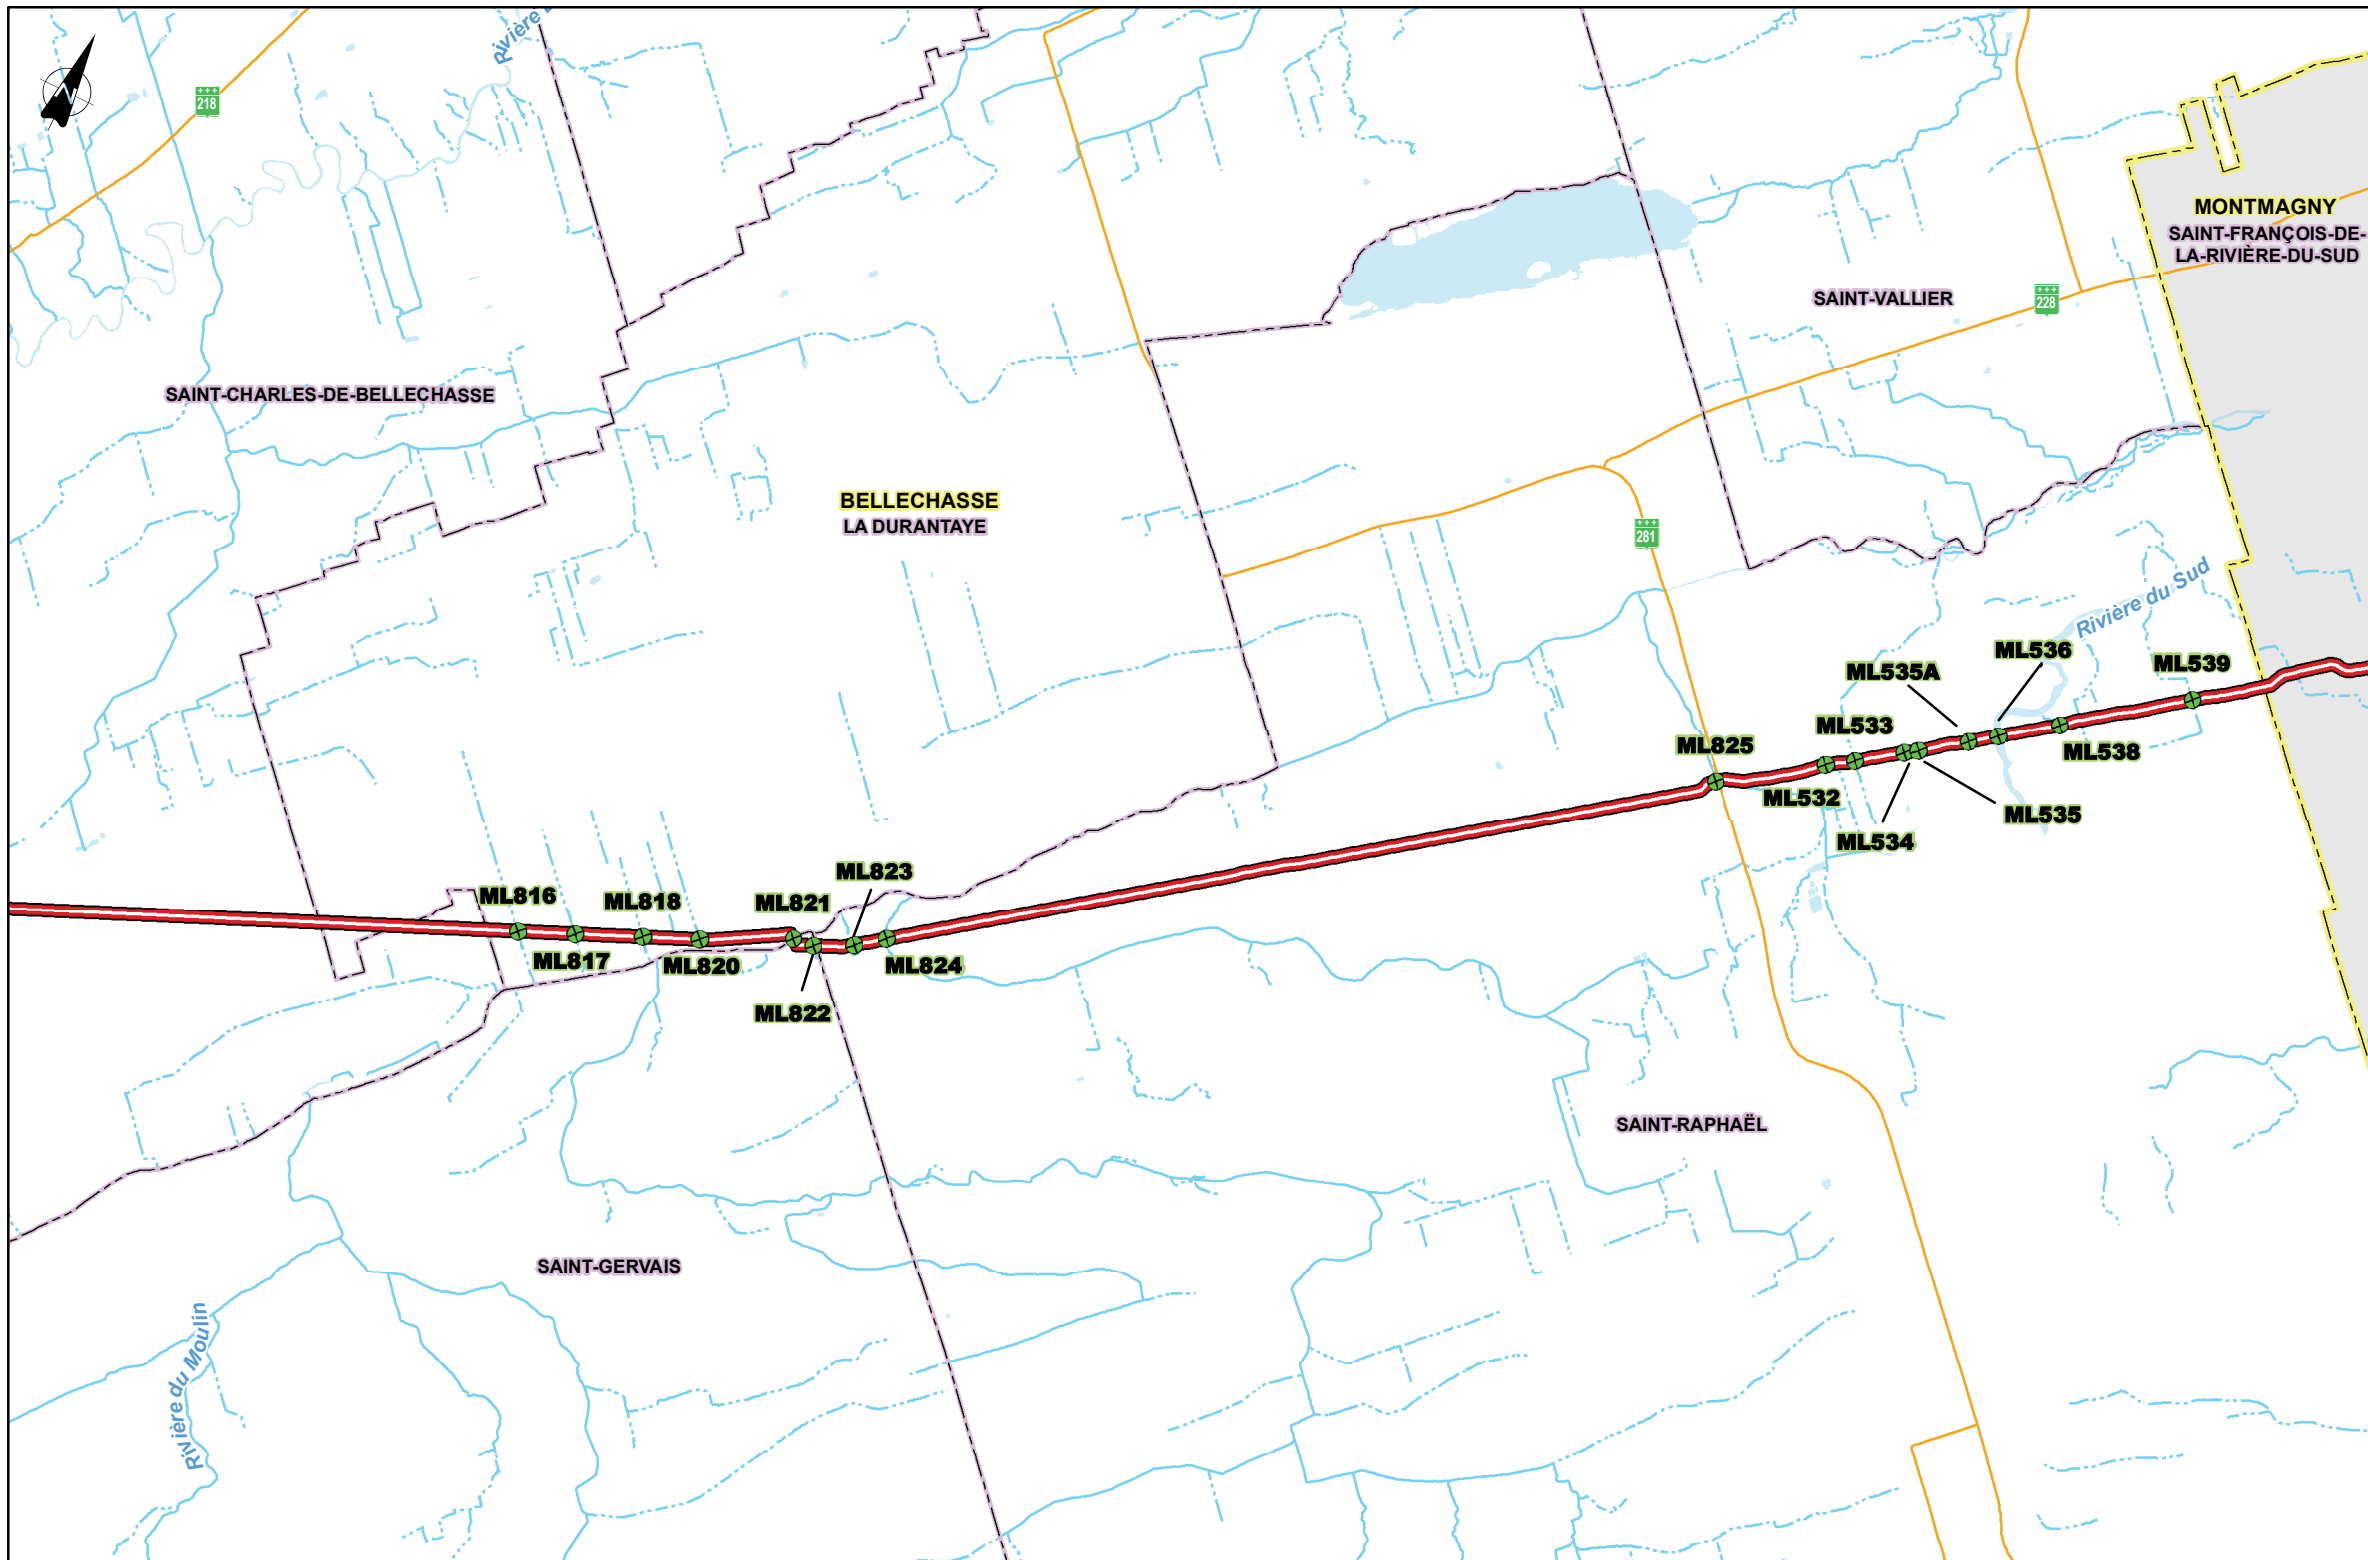 Rivière
N
218
MONTMAGNY
SAINT-FRANÇOIS-DE-
LA-RIVIÈRE-DU-SUD
SAINT-VALLIER
228
SAINT-CHARLES-DE-BELLECHASSE
BELLECHASSE
LA DURANTAYE
281
Rivière du Sud
ML536
ML539
ML535A
ML533
ML825
ML538
ML532
ML535
ML534
ML823
ML816
ML818
ML821
ML817
ML820
ML824
ML822
SAINT-RAPHAËL
SAINT-GERVAIS
Rivière du Moulin